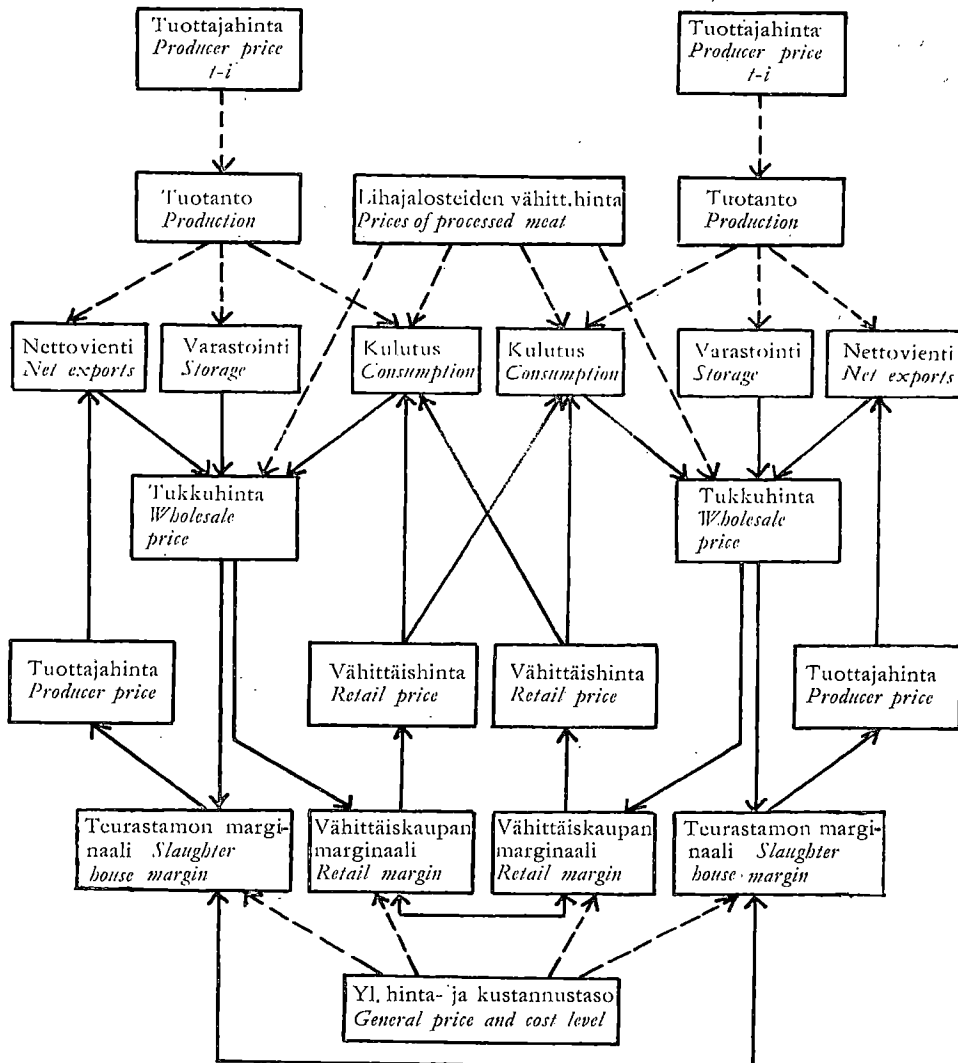 Tuottajahinta
Producer price
t-i
Tuottajahinta
Producer price
t-i
Tuotanto
Production
Lihajalosteiden vähitt.hinta
Prices of processed meat
Tuotanto
Production
Nettovienti
Net exports
Varastointi
Storage
Kulutus
Consumption
Kulutus
Consumption
Varastointi
Storage
Nettovienti
Net exports
Tukkuhinta
Wholesale
price
Tukkuhinta
Wholesale
price
Tuottajahinta
Producer price
Vähittäishinta
Retail price
Vähittäishinta
Retail price
Tuottajahinta
Producer price
Teurastamon margi-
naali Slaughter
house margin
Vähittäiskaupan
marginaali
Retail margin
Vähittäiskaupan
marginaali
Retail margin
Teurastamon margi-
naali Slaughter
house margin
Yl. hinta- ja kustannustaso
General price and cost level